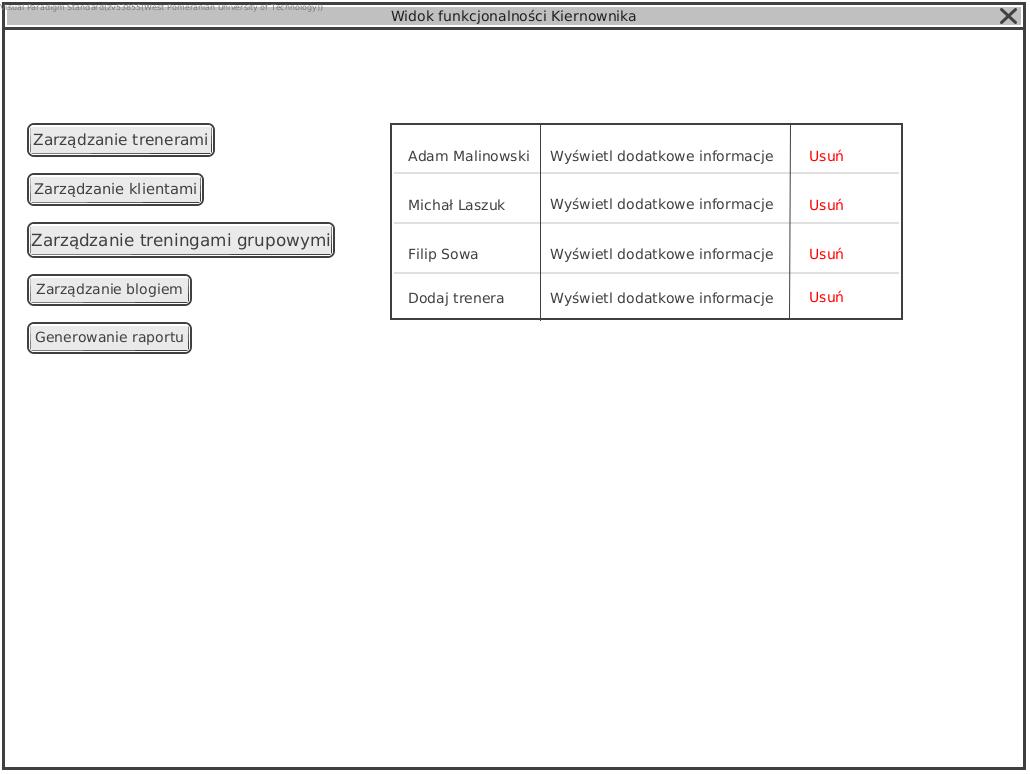 Visual Paradigm Standard(zv53855(West Pomeranian University of Technology))
Widok funkcjonalności Kiernownika
Zarządzanie trenerami
Zarządzanie klientami
Zarządzanie treningami grupowymi
Zarządzanie blogiem
Generowanie raportu
Adam Malinowski Wyświetl dodatkowe informacje Usuń
Michał Laszuk Wyświetl dodatkowe informacje Usuń
Filip Sowa Wyświetl dodatkowe informacje Usuń
Dodaj trenera Wyświetl dodatkowe informacje Usuń